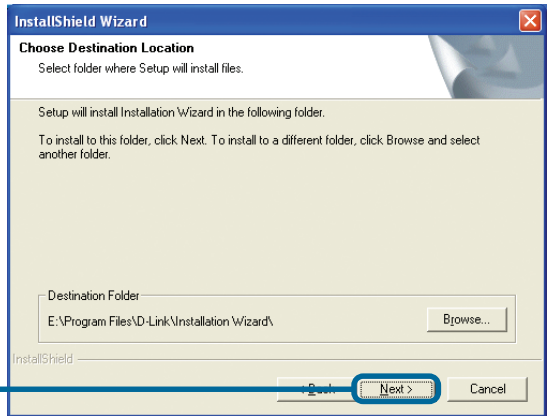 InstallShield Wizard
Choose Destination Location
Select folder where Setup will install files.
Setup will install Installation Wizard in the following folder.
To install to this folder, click Next. To install to a different folder, click Browse and select
another folder.
Destination Folder
E:\Program Files\D-Link\Installation Wizard\
Browse...
InstallShield
< Back
Next >
Cancel